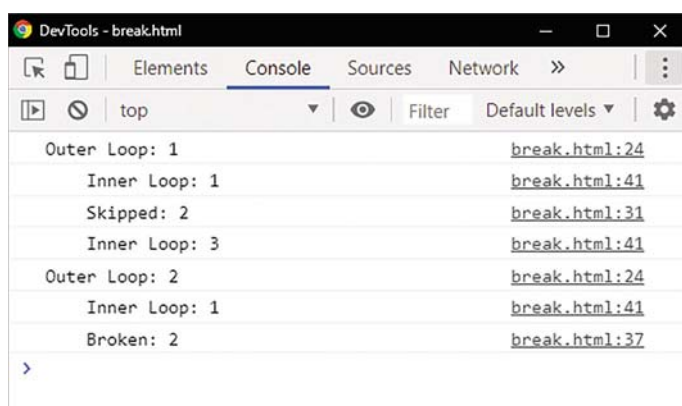 DevTools - break.html
Elements Console Sources Network »
top ▼ Filter Default levels ▼
Outer Loop: 1 break.html:24
Inner Loop: 1 break.html:41
Skipped: 2 break.html:31
Inner Loop: 3 break.html:41
Outer Loop: 2 break.html:24
Inner Loop: 1 break.html:41
Broken: 2 break.html:37
>